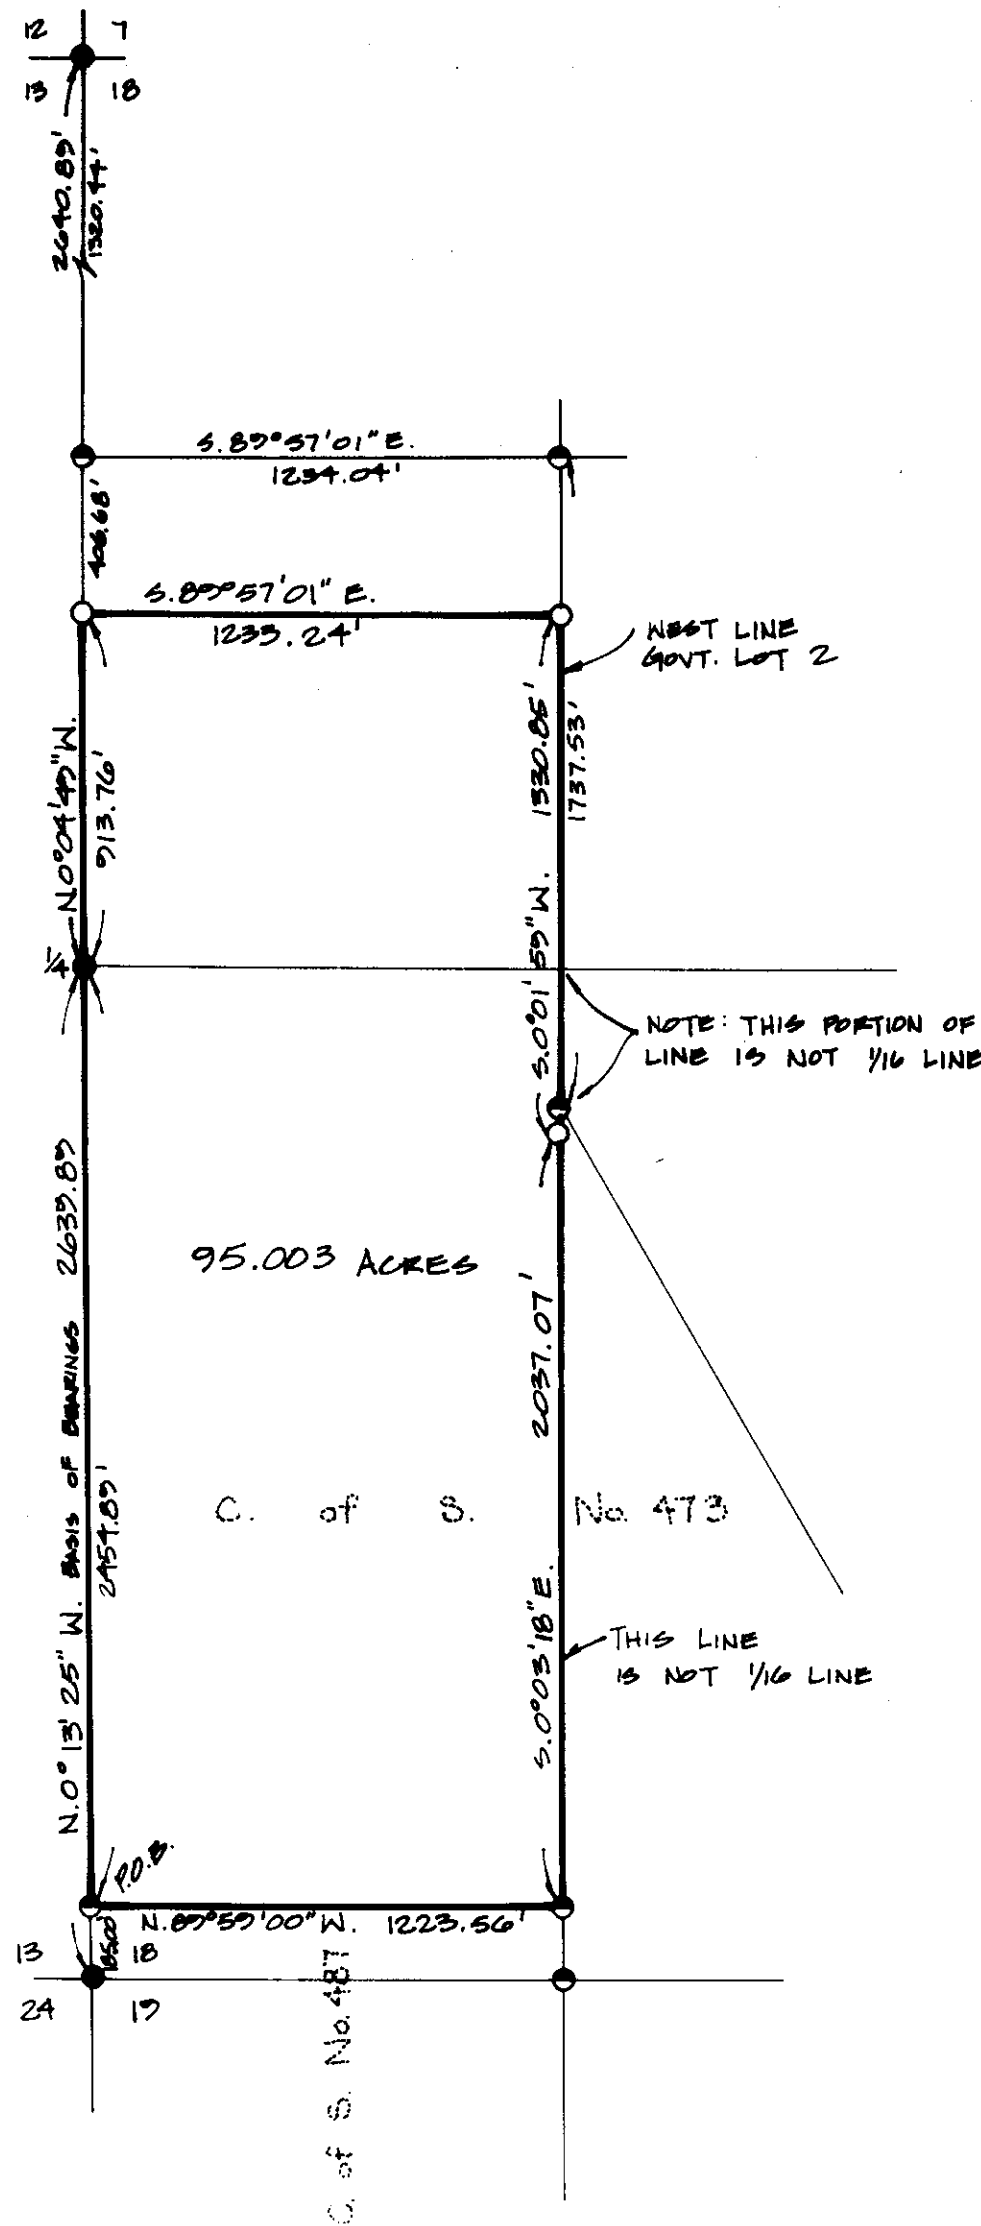 12 7
13 18
2640.89'
1320.44'
S.89°57'01" E.
1234.04'
406.68'
S.89°57'01" E.
1233.24'
WEST LINE
GOVT. LOT 2
N.0°04'49" W.
913.76'
1330.85'
1737.53'
S.0°01'59" W.
1/4
NOTE: THIS PORTION OF
LINE IS NOT 1/16 LINE
95.003 ACRES
N.0°13'25" W. BASIS OF BEARINGS 2639.89
2454.89'
2037.07'
S.0°03'18" E.
C. of S. No. 473
THIS LINE
IS NOT 1/16 LINE
P.O.B.
N.89°59'00" W. 1223.56'
185.00'
13 18
24 19
C. of S. No. 487